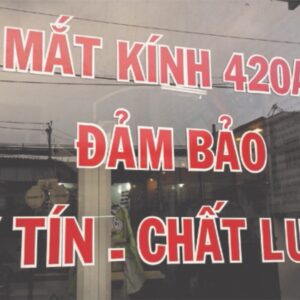 MẮT KÍNH 420A
ĐẢM BẢO
TÍN - CHẤT